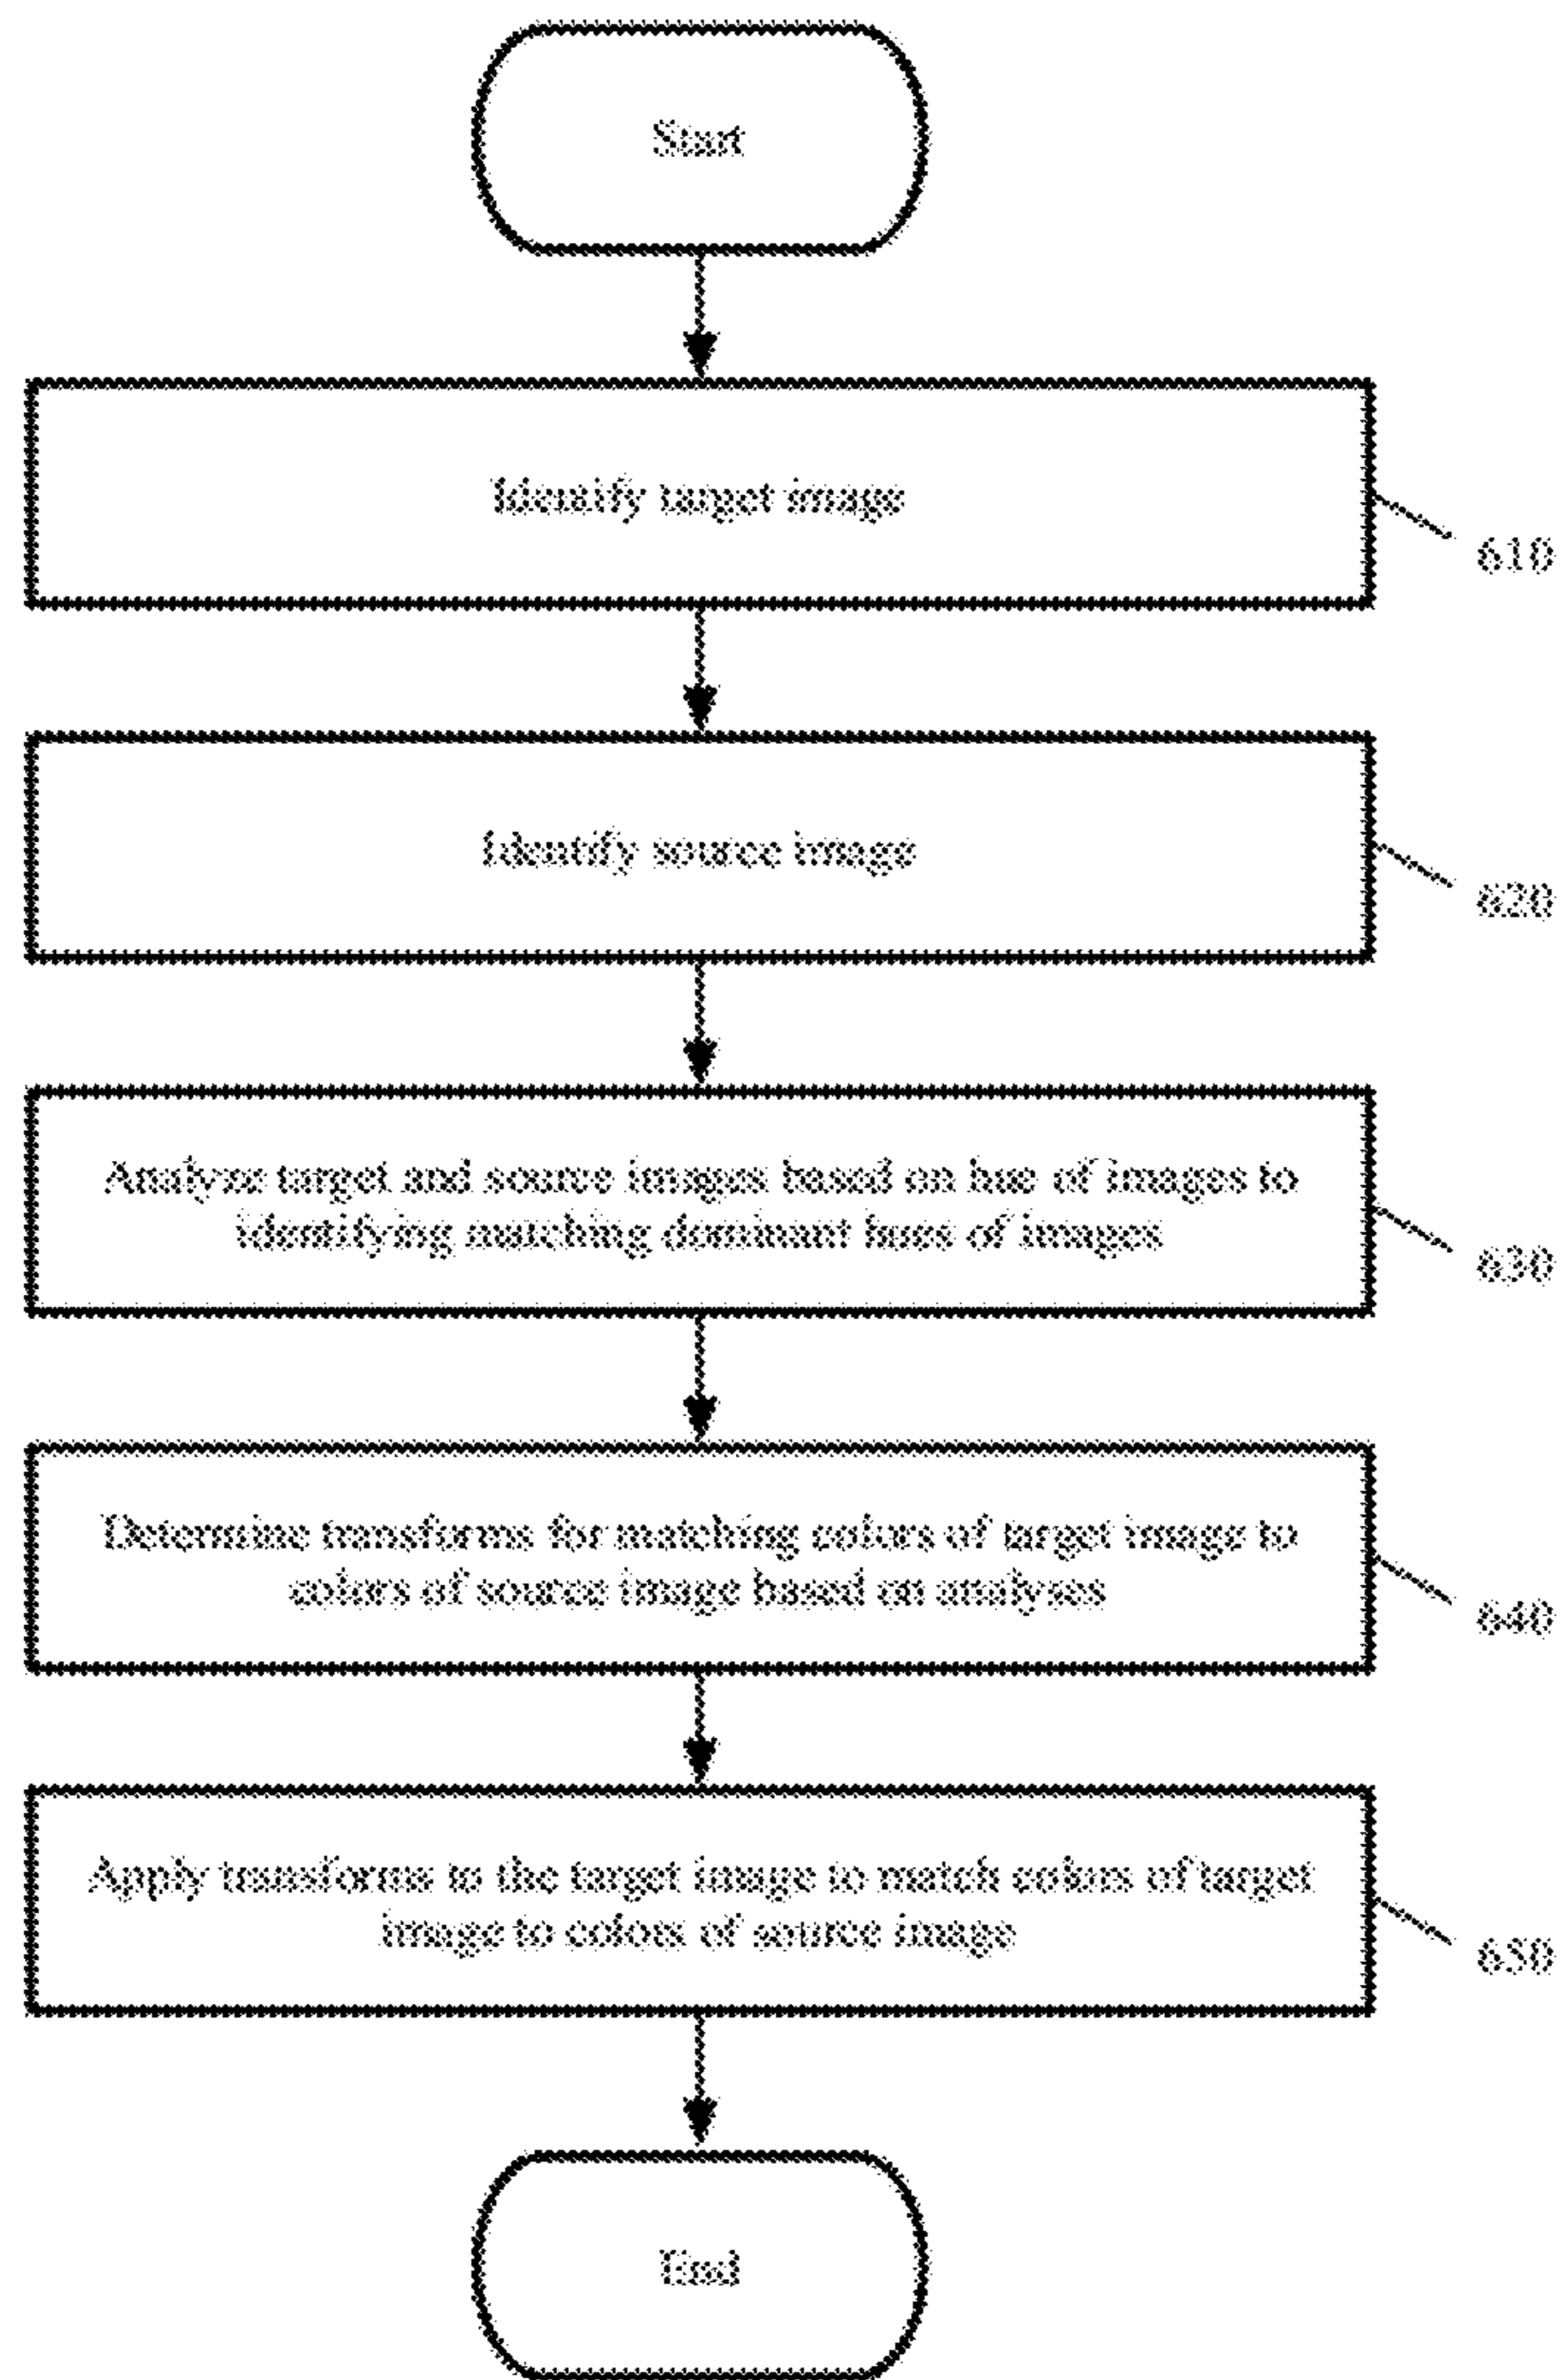 Start
Identify target image
610
Identify source image
620
Analyze target and source images based on hue of images to
identifying matching dominant hues of images
630
Determine transforms for matching colors of target image to
colors of source image based on analyses
640
Apply transforms to the target image to match colors of target
image to colors of source image
650
End